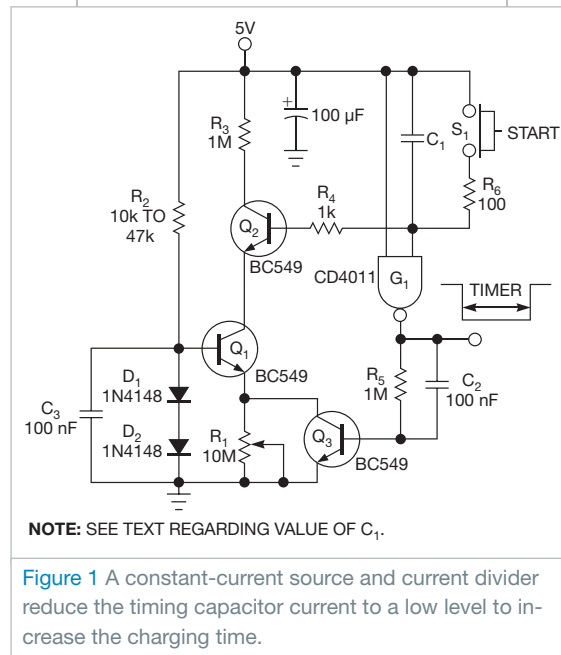 5V
R3
1M
100 µF
+
C1
S1
START
R6
100
R2
10k TO
47k
R4
1k
Q2
BC549
CD4011
G1
TIMER
Q1
BC549
C3
100 nF
D1
1N4148
D2
1N4148
R1
10M
Q3
BC549
R5
1M
C2
100 nF
NOTE: SEE TEXT REGARDING VALUE OF C1.
Figure 1 A constant-current source and current divider
reduce the timing capacitor current to a low level to in-
crease the charging time.